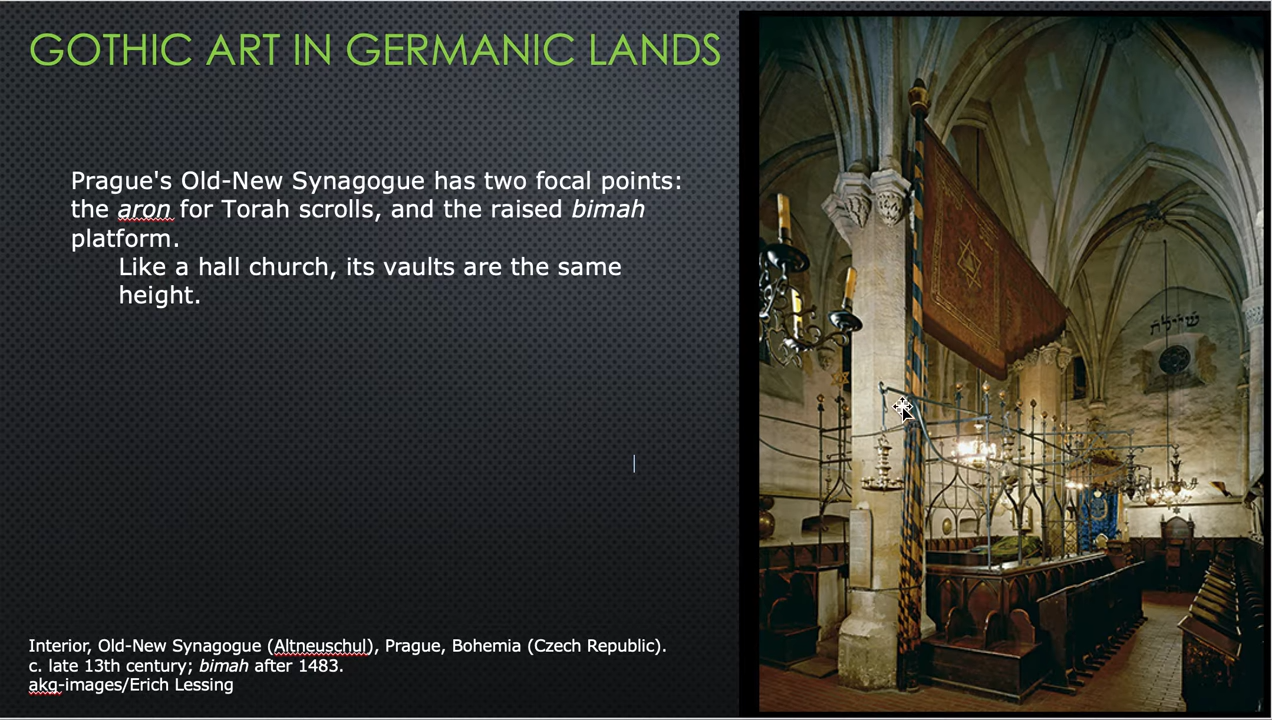 GOTHIC ART IN GERMANIC LANDS
Prague's Old-New Synagogue has two focal points:
the aron for Torah scrolls, and the raised bimah
platform.
Like a hall church, its vaults are the same
height.
Interior, Old-New Synagogue (Altneuschul), Prague, Bohemia (Czech Republic).
c. late 13th century; bimah after 1483.
akg-images/Erich Lessing